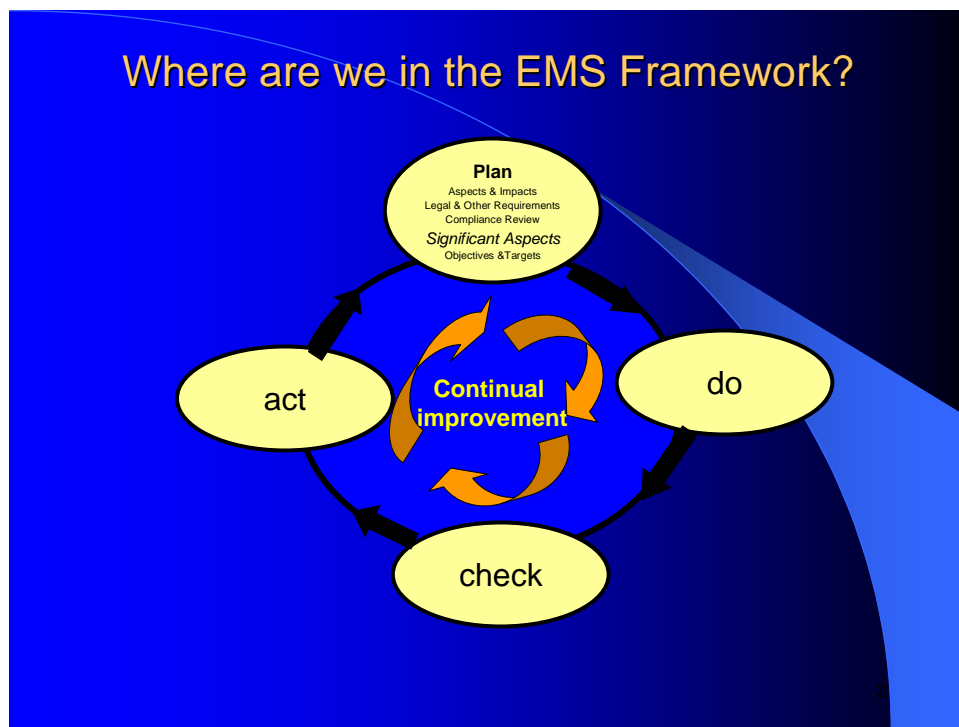 Where are we in the EMS Framework?
Plan
Aspects & Impacts
Legal & Other Requirements
Compliance Review
Significant Aspects
Objectives &Targets
act
Continual
improvement
do
check